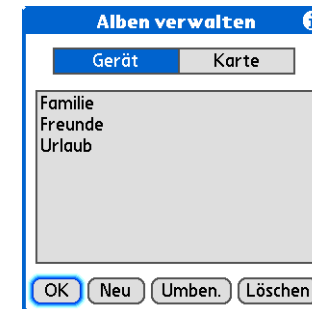 Alben verwalten
Gerät Karte
Familie
Freunde
Urlaub
OK Neu Umben. Löschen